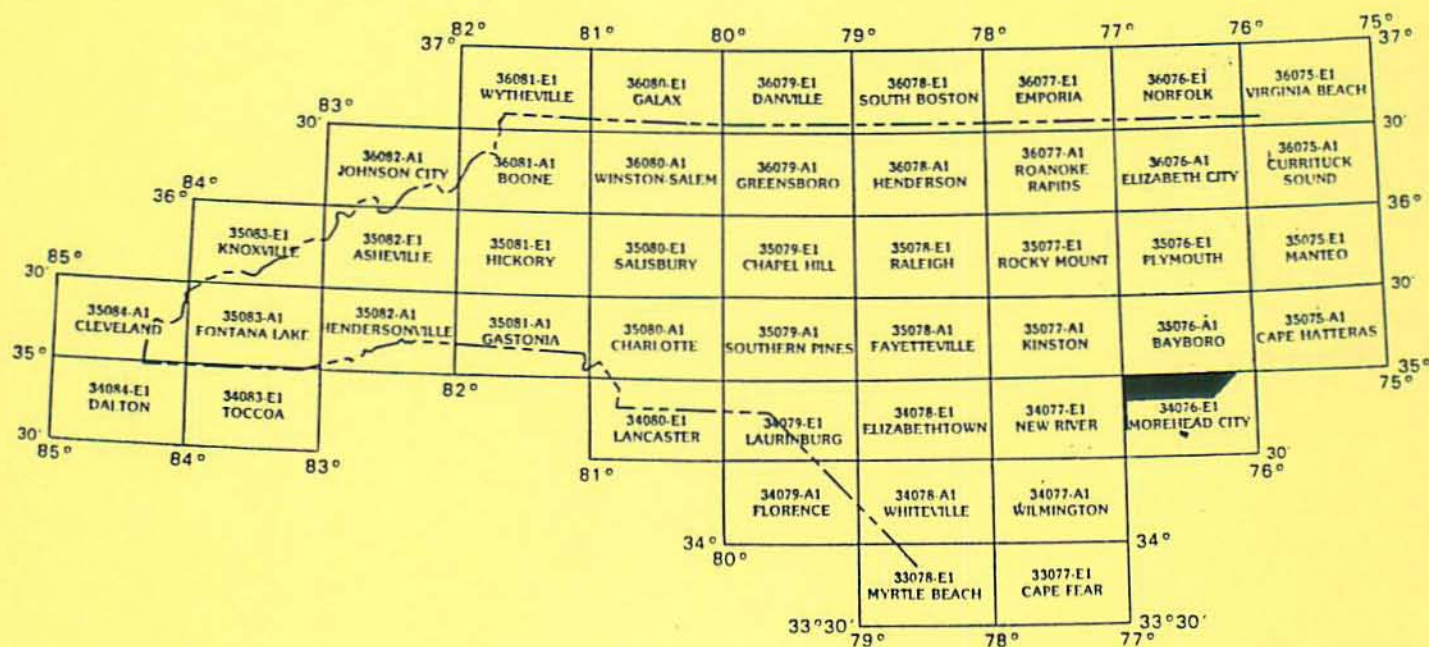 82° 81° 80° 79° 78° 77° 76° 75°
37° 37°
36081-E1 36080-E1 36079-E1 36078-E1 36077-E1 36076-E1 36075-E1
WYTHEVILLE GALAX DANVILLE SOUTH BOSTON EMPORIA NORFOLK VIRGINIA BEACH
83°
30′ 30′
36082-A1 36081-A1 36080-A1 36079-A1 36078-A1 36077-A1 36076-A1 36075-A1
JOHNSON CITY BOONE WINSTON-SALEM GREENSBORO HENDERSON ROANOKE RAPIDS ELIZABETH CITY CURRITUCK SOUND
84°
36° 36°
35083-E1 35082-E1 35081-E1 35080-E1 35079-E1 35078-E1 35077-E1 35076-E1 35075-E1
KNOXVILLE ASHEVILLE HICKORY SALISBURY CHAPEL HILL RALEIGH ROCKY MOUNT PLYMOUTH MANTEO
85°
30′ 30′
35084-A1 35083-A1 35082-A1 35081-A1 35080-A1 35079-A1 35078-A1 35077-A1 35076-A1 35075-A1
CLEVELAND FONTANA LAKE HENDERSONVILLE GASTONIA CHARLOTTE SOUTHERN PINES FAYETTEVILLE KINSTON BAYBORO CAPE HATTERAS
35° 82° 35°
75°
34084-E1 34083-E1 34080-E1 34079-E1 34078-E1 34077-E1 34076-E1
DALTON TOCCOA LANCASTER LAURINBURG ELIZABETHTOWN NEW RIVER MOREHEAD CITY
30′ 30′
85° 84° 83° 81° 76°
34079-A1 34078-A1 34077-A1
FLORENCE WHITEVILLE WILMINGTON
34° 34°
80°
33078-E1 33077-E1
MYRTLE BEACH CAPE FEAR
33°30′ 33°30′
79° 78° 77°